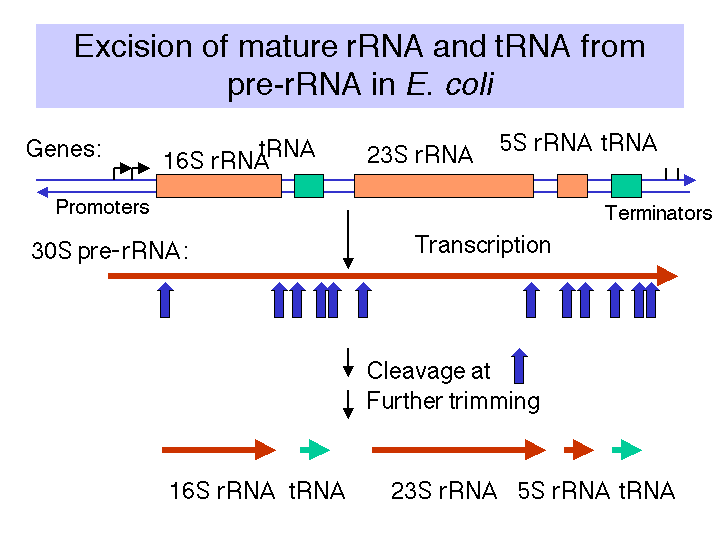 Excision of mature rRNA and tRNA from
pre-rRNA in E. coli
Genes:
16S rRNA
tRNA
23S rRNA
5S rRNA tRNA
Promoters
Terminators
30S pre-rRNA:
Transcription
Cleavage at
Further trimming
16S rRNA tRNA 23S rRNA 5S rRNA tRNA